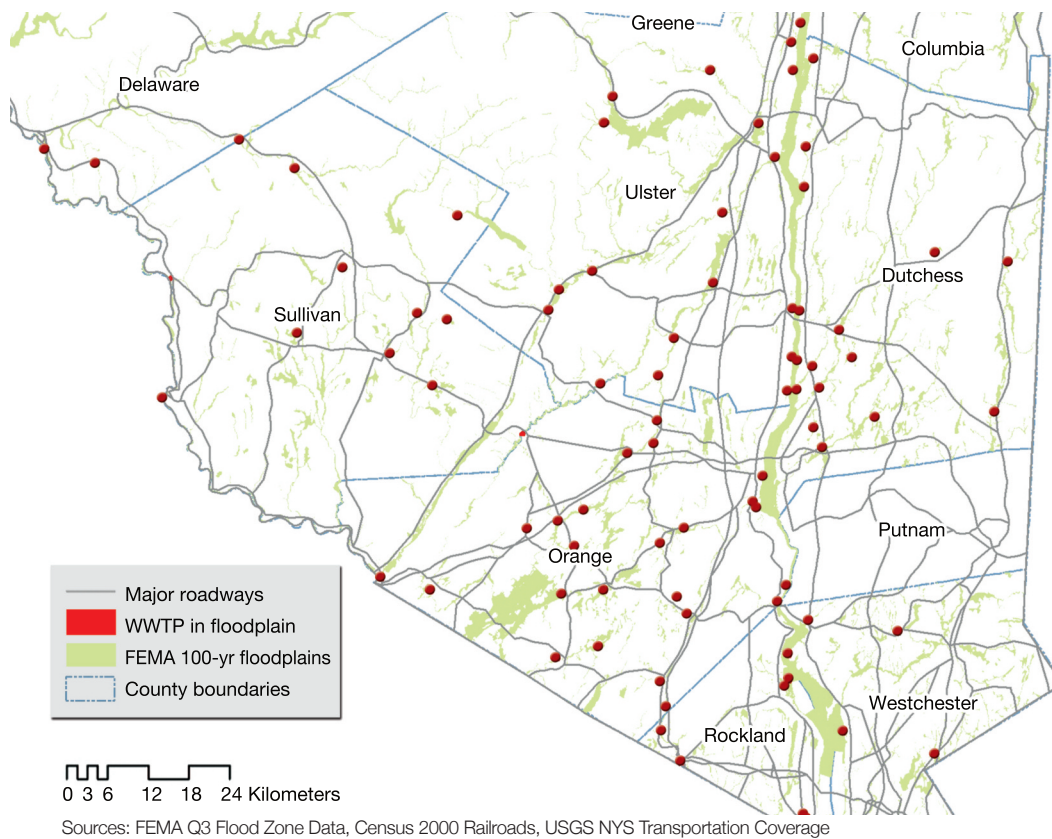 Greene
Columbia
Delaware
Ulster
Dutchess
Sullivan
Putnam
Orange
Major roadways
WWTP in floodplain
FEMA 100-yr floodplains
County boundaries
Westchester
Rockland
0 3 6 12 18 24 Kilometers
Sources: FEMA Q3 Flood Zone Data, Census 2000 Railroads, USGS NYS Transportation Coverage